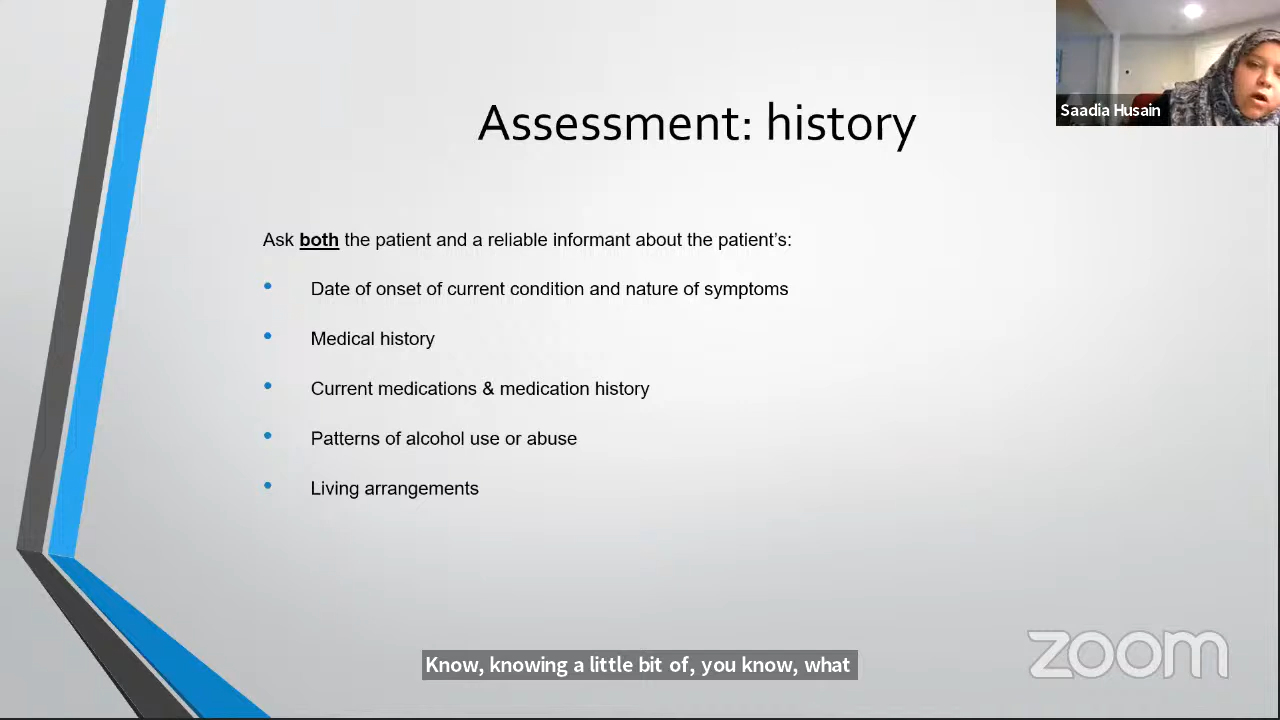 Saadia Husain
Assessment: history
Ask both the patient and a reliable informant about the patient's:
• Date of onset of current condition and nature of symptoms
• Medical history
• Current medications & medication history
• Patterns of alcohol use or abuse
• Living arrangements
Know, knowing a little bit of, you know, what
zoom